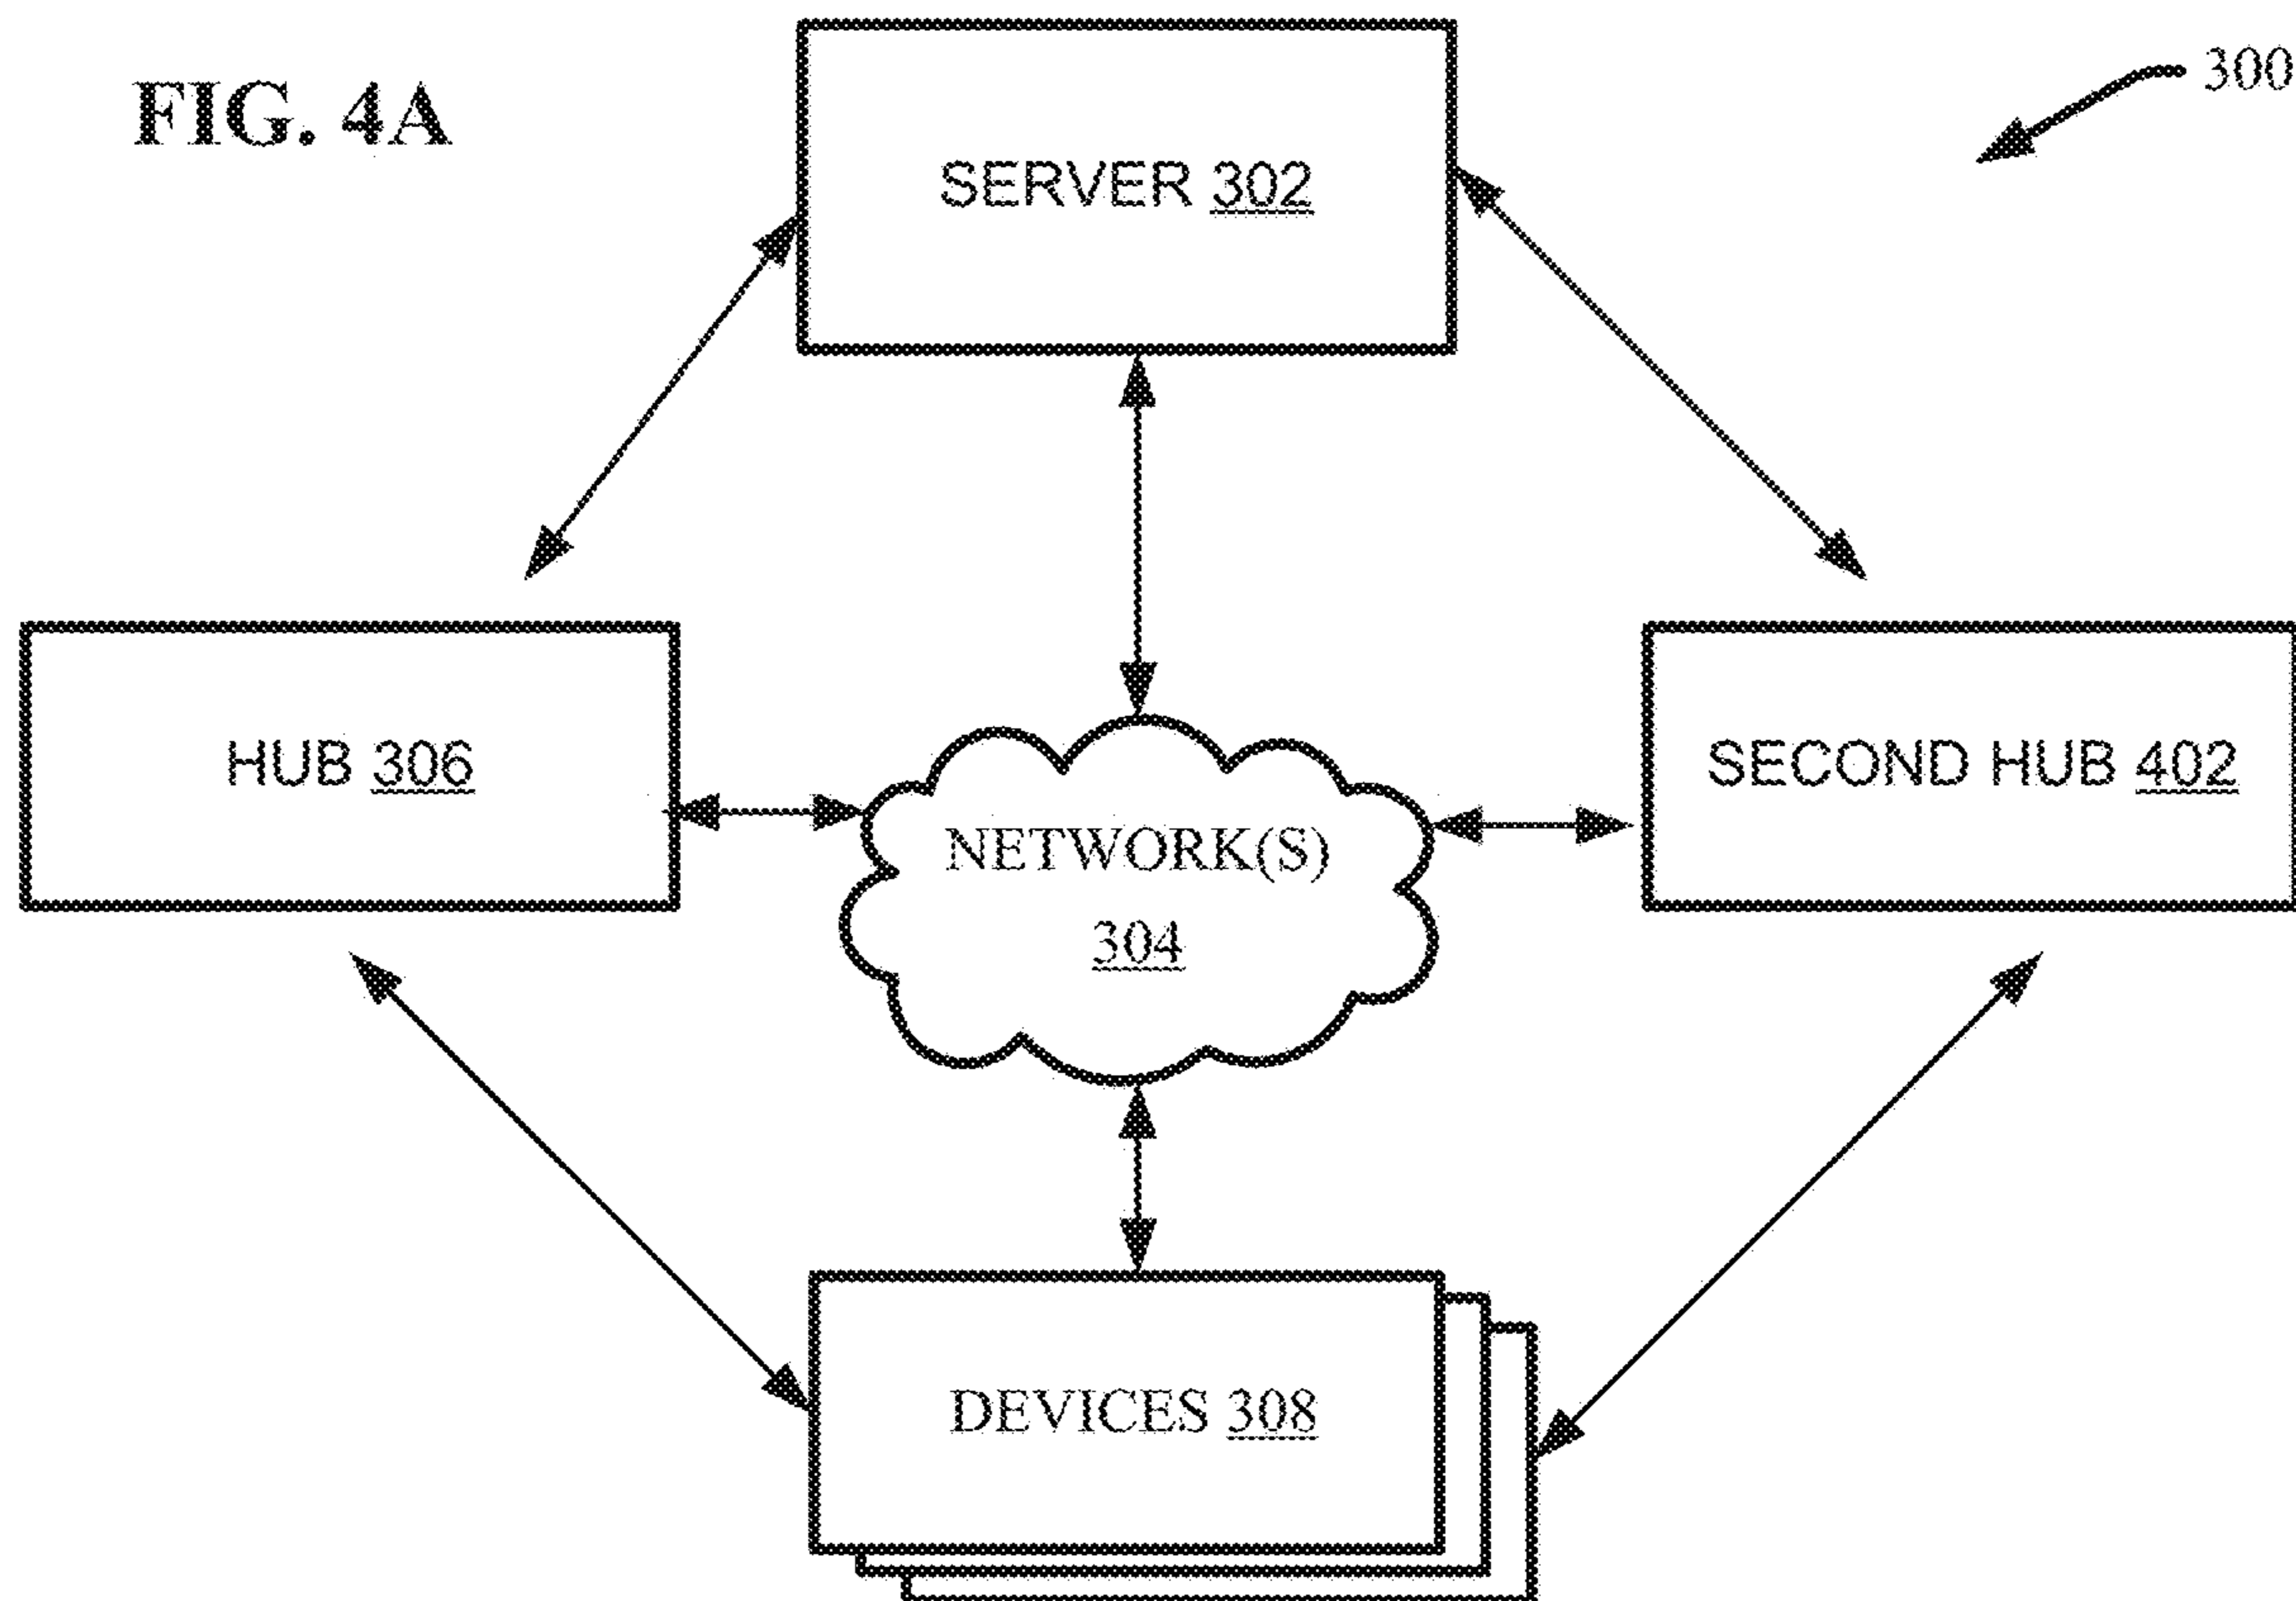 FIG. 4A
300
SERVER 302
HUB 306
SECOND HUB 402
NETWORK(S)
304
DEVICES 308